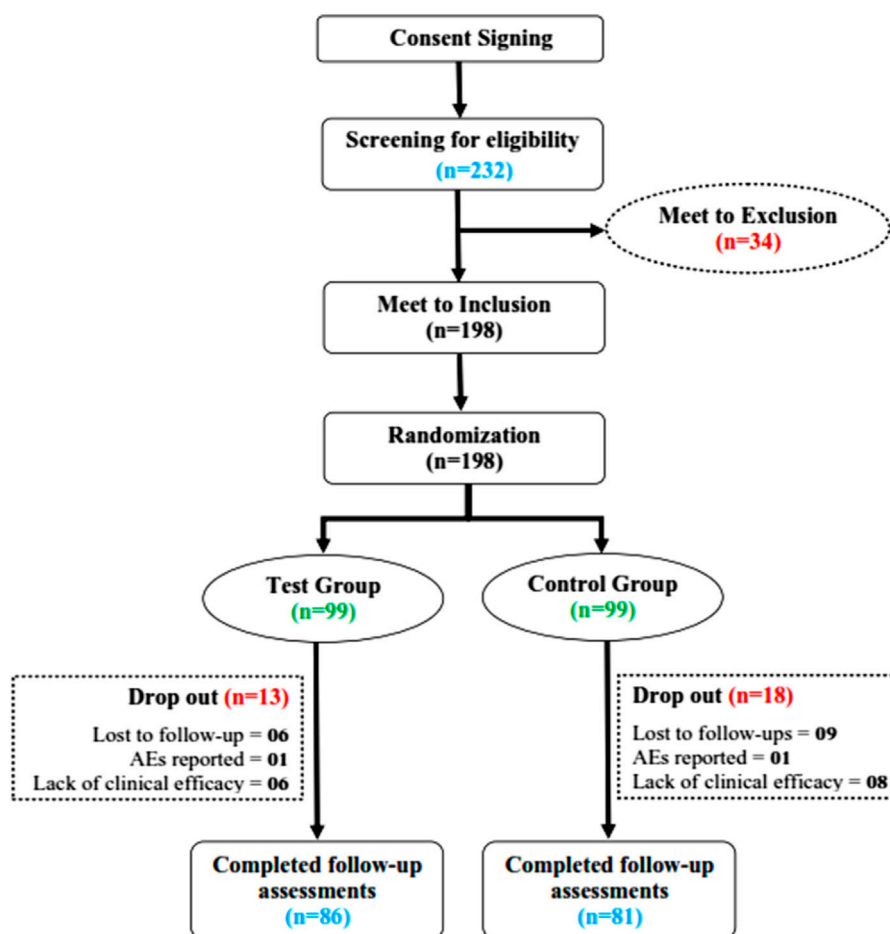 Consent Signing
Screening for eligibility
(n=232)
Meet to Exclusion
(n=34)
Meet to Inclusion
(n=198)
Randomization
(n=198)
Test Group
(n=99)
Control Group
(n=99)
Drop out (n=13)
Lost to follow-up = 06
AEs reported = 01
Lack of clinical efficacy = 06
Drop out (n=18)
Lost to follow-ups = 09
AEs reported = 01
Lack of clinical efficacy = 08
Completed follow-up
assessments
(n=86)
Completed follow-up
assessments
(n=81)